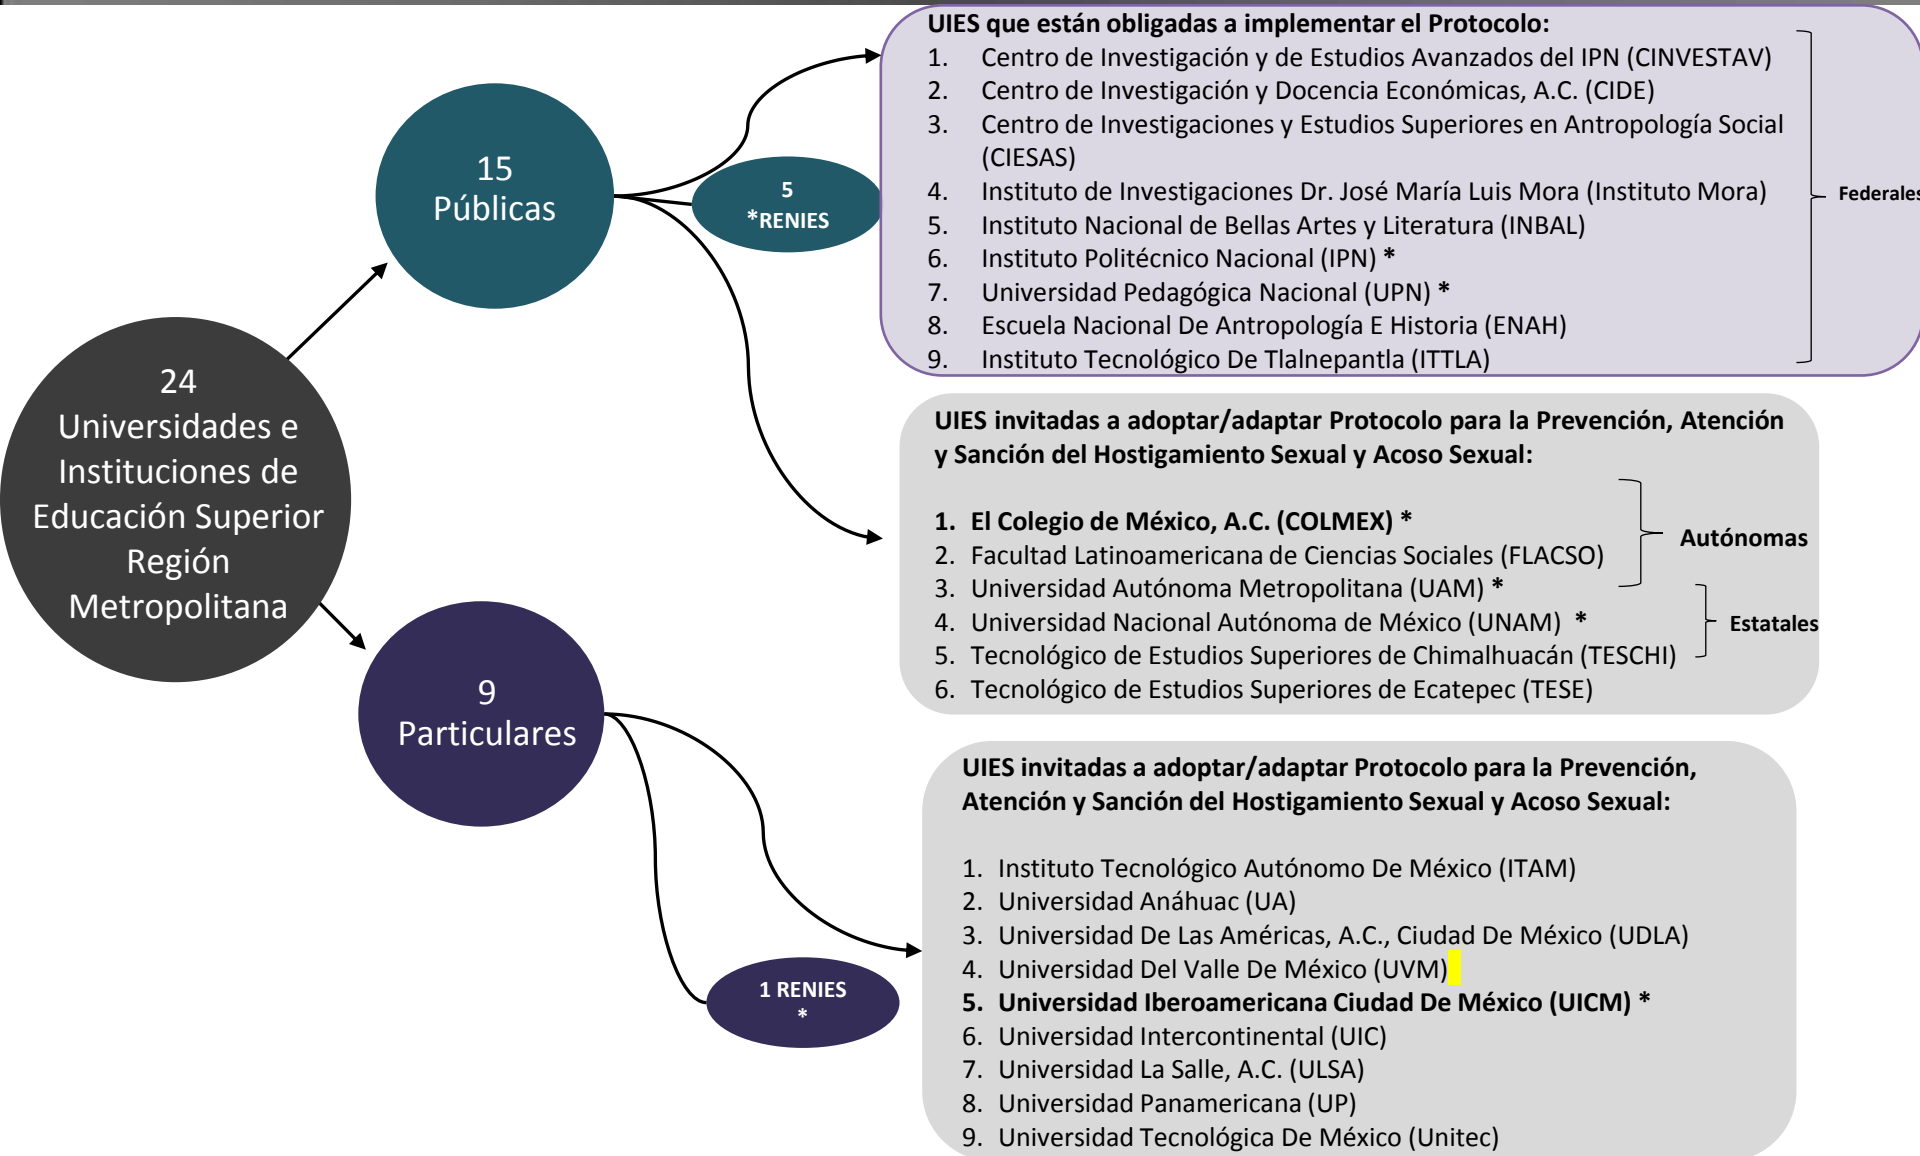 24
Universidades e
Instituciones de
Educación Superior
Región
Metropolitana
15
Públicas
5
*RENIES
UIES que están obligadas a implementar el Protocolo:
1. Centro de Investigación y de Estudios Avanzados del IPN (CINVESTAV)
2. Centro de Investigación y Docencia Económicas, A.C. (CIDE)
3. Centro de Investigaciones y Estudios Superiores en Antropología Social
(CIESAS)
4. Instituto de Investigaciones Dr. José María Luis Mora (Instituto Mora)
5. Instituto Nacional de Bellas Artes y Literatura (INBAL)
6. Instituto Politécnico Nacional (IPN) *
7. Universidad Pedagógica Nacional (UPN) *
8. Escuela Nacional De Antropología E Historia (ENAH)
9. Instituto Tecnológico De Tlalnepantla (ITTLA)
Federales
UIES invitadas a adoptar/adaptar Protocolo para la Prevención, Atención
y Sanción del Hostigamiento Sexual y Acoso Sexual:
1. El Colegio de México, A.C. (COLMEX) *
2. Facultad Latinoamericana de Ciencias Sociales (FLACSO)
3. Universidad Autónoma Metropolitana (UAM) *
4. Universidad Nacional Autónoma de México (UNAM) *
5. Tecnológico de Estudios Superiores de Chimalhuacán (TESCHI)
6. Tecnológico de Estudios Superiores de Ecatepec (TESE)
Autónomas
Estatales
9
Particulares
1 RENIES
*
UIES invitadas a adoptar/adaptar Protocolo para la Prevención,
Atención y Sanción del Hostigamiento Sexual y Acoso Sexual:
1. Instituto Tecnológico Autónomo De México (ITAM)
2. Universidad Anáhuac (UA)
3. Universidad De Las Américas, A.C., Ciudad De México (UDLA)
4. Universidad Del Valle De México (UVM)
5. Universidad Iberoamericana Ciudad De México (UICM) *
6. Universidad Intercontinental (UIC)
7. Universidad La Salle, A.C. (ULSA)
8. Universidad Panamericana (UP)
9. Universidad Tecnológica De México (Unitec)